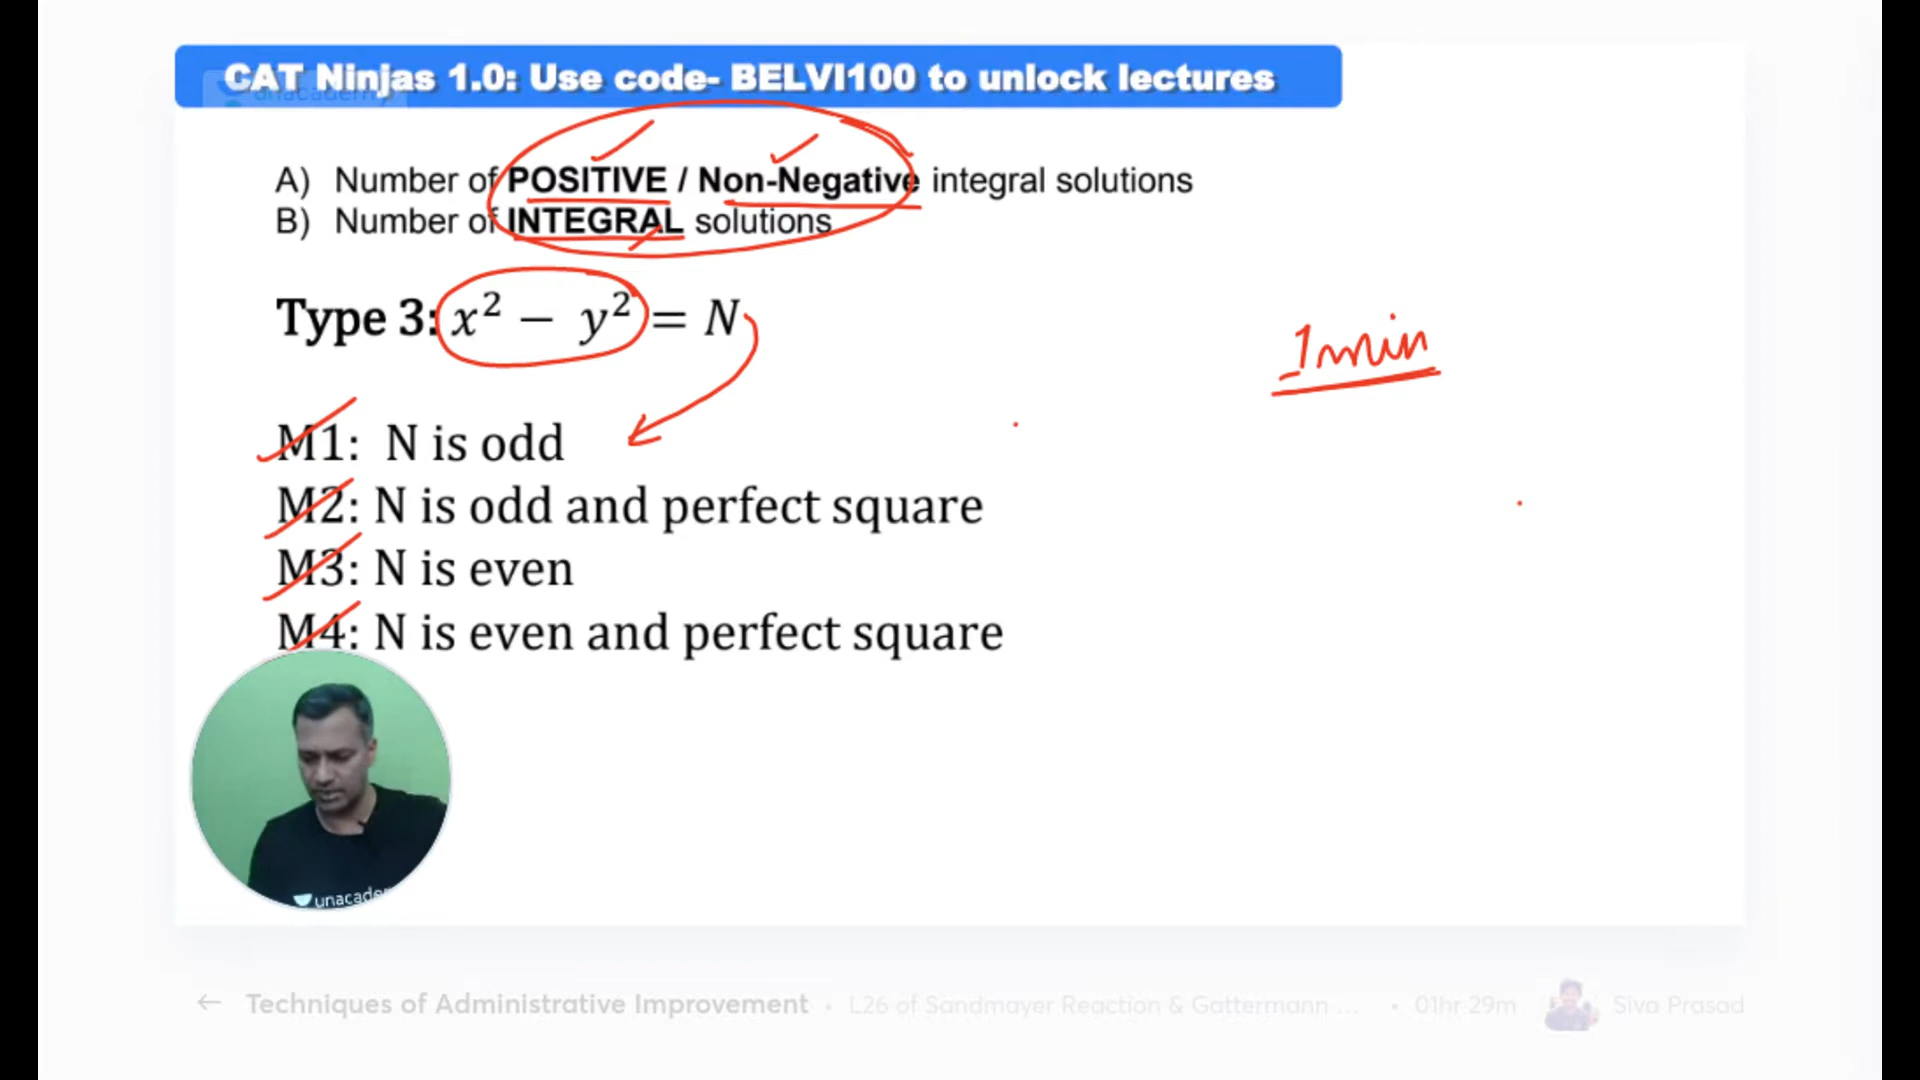 CAT Ninjas 1.0: Use code- BELVI100 to unlock lectures
unacademy
A) Number of POSITIVE / Non-Negative integral solutions
B) Number of INTEGRAL solutions
Type 3: x² − y² = N
1min
M1: N is odd
M2: N is odd and perfect square
M3: N is even
M4: N is even and perfect square
unacade
← Techniques of Administrative Improvement • L26 of Sandmayer Reaction & Gattermann ... • 01hr 29m Siva Prasad